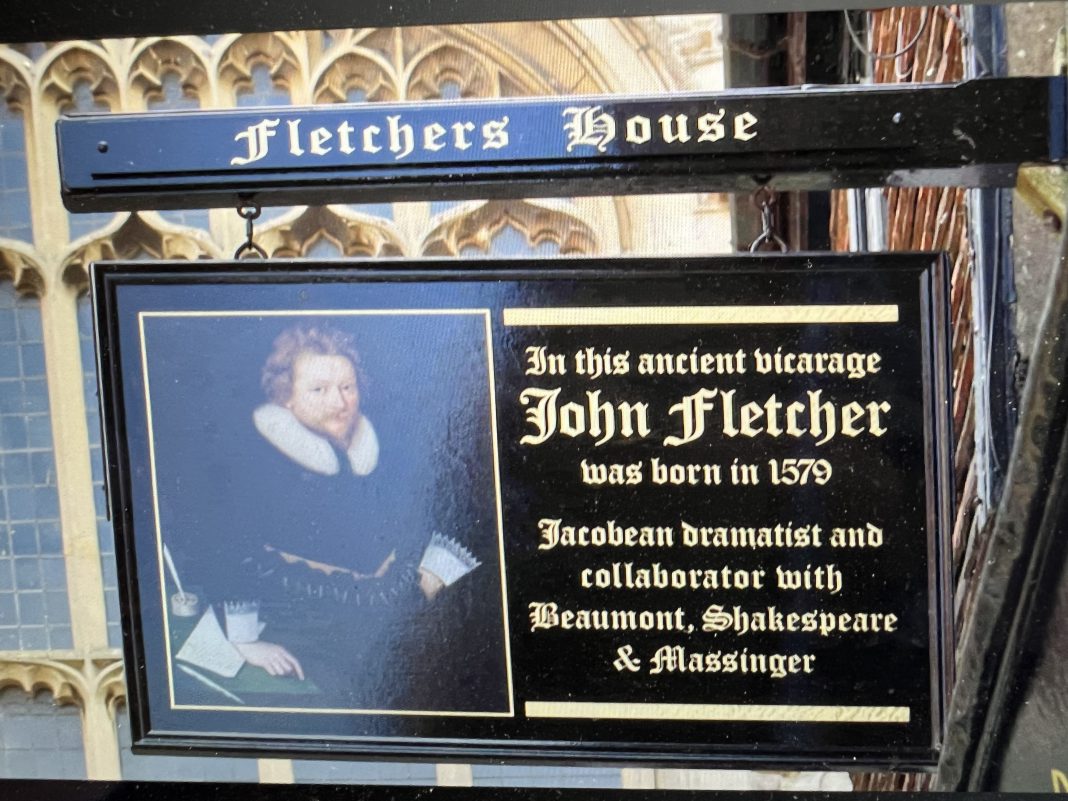 Fletchers House
In this ancient vicarage
John Fletcher
was born in 1579
Jacobean dramatist and
collaborator with
Beaumont, Shakespeare
& Massinger